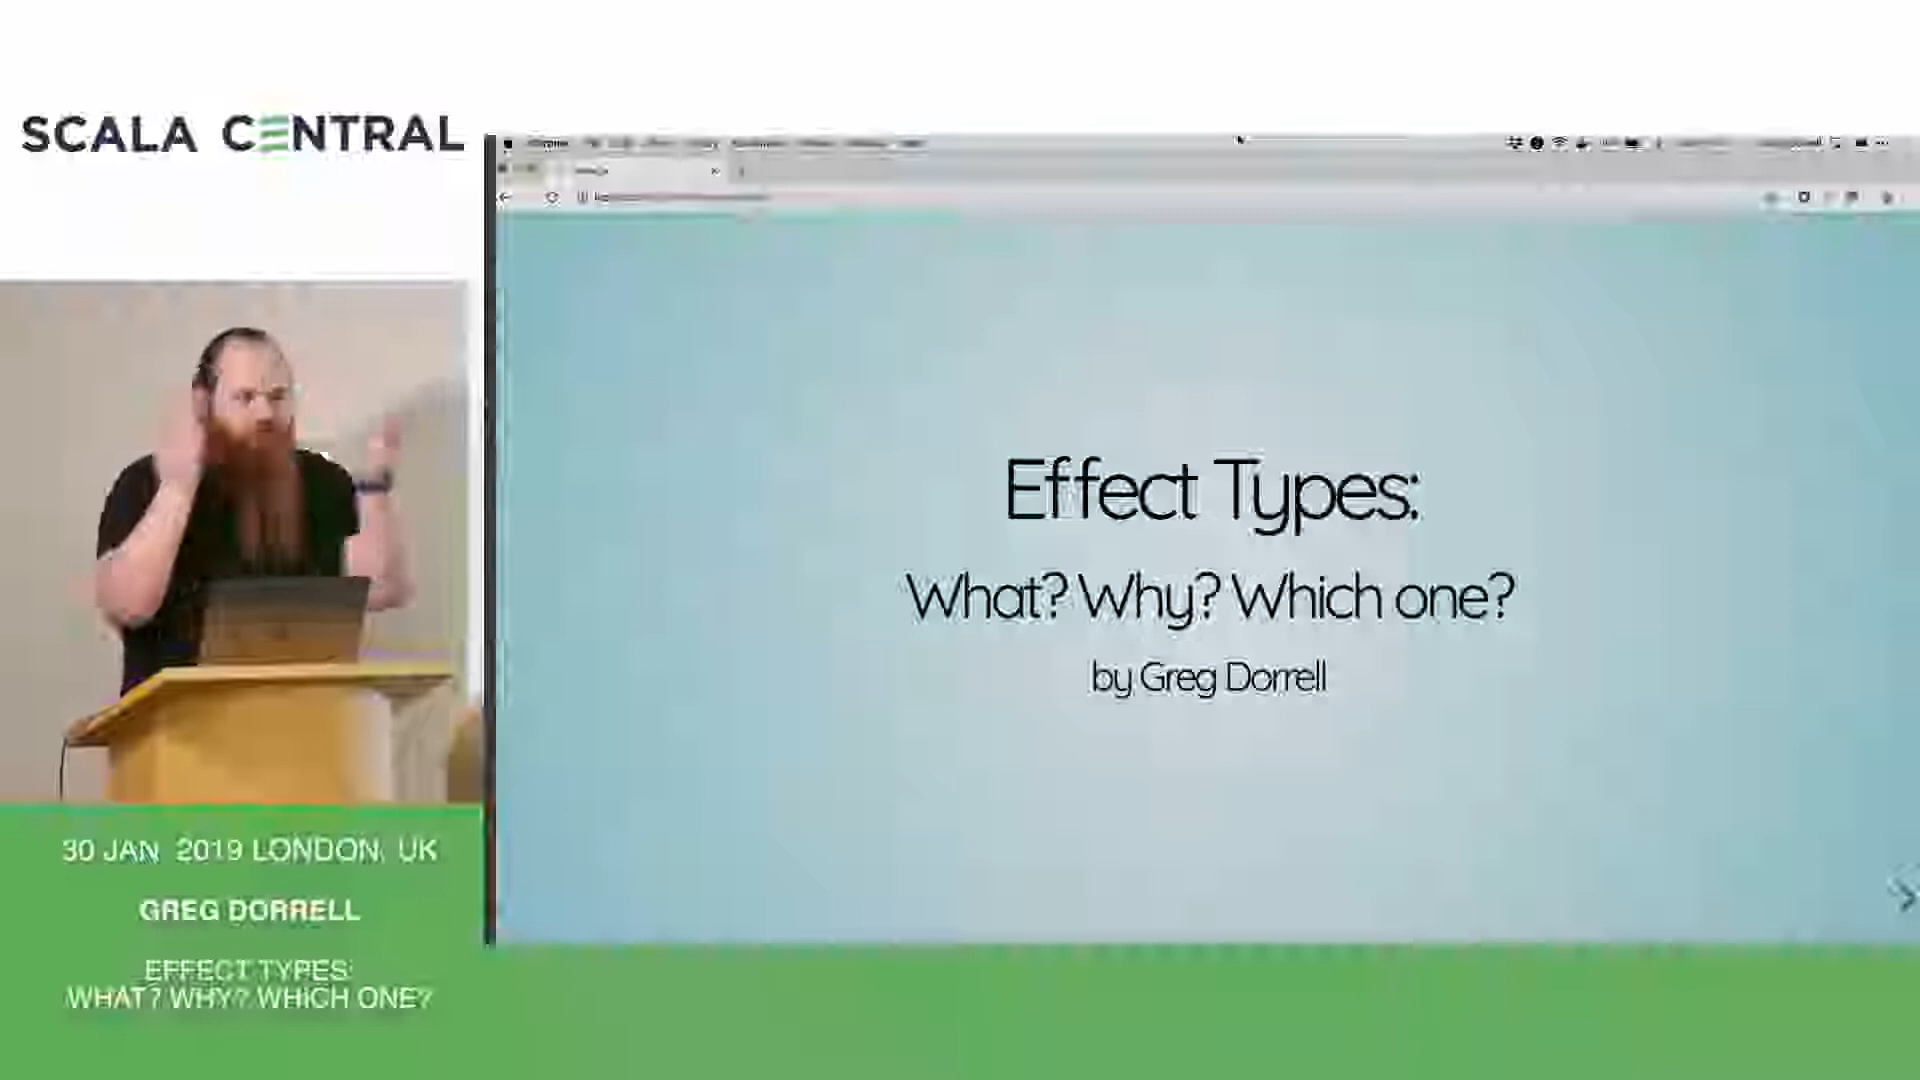 SCALA CENTRAL
Effect Types:
What? Why? Which one?
by Greg Dorrell
30 JAN 2019 LONDON, UK
GREG DORRELL
EFFECT TYPES:
WHAT? WHY? WHICH ONE?